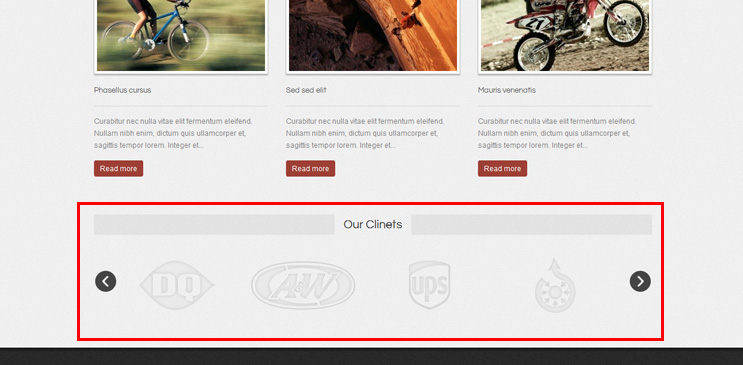 Phasellus cursus
Sed sed elit
Mauris venenatis
Curabitur nec nulla vitae elit fermentum eleifend.
Nullam nibh enim, dictum quis ullamcorper et,
sagittis tempor lorem. Integer et...
Curabitur nec nulla vitae elit fermentum eleifend.
Nullam nibh enim, dictum quis ullamcorper et,
sagittis tempor lorem. Integer et...
Curabitur nec nulla vitae elit fermentum eleifend.
Nullam nibh enim, dictum quis ullamcorper et,
sagittis tempor lorem. Integer et...
Read more
Read more
Read more
Our Clinets
DQ
A&W
ups